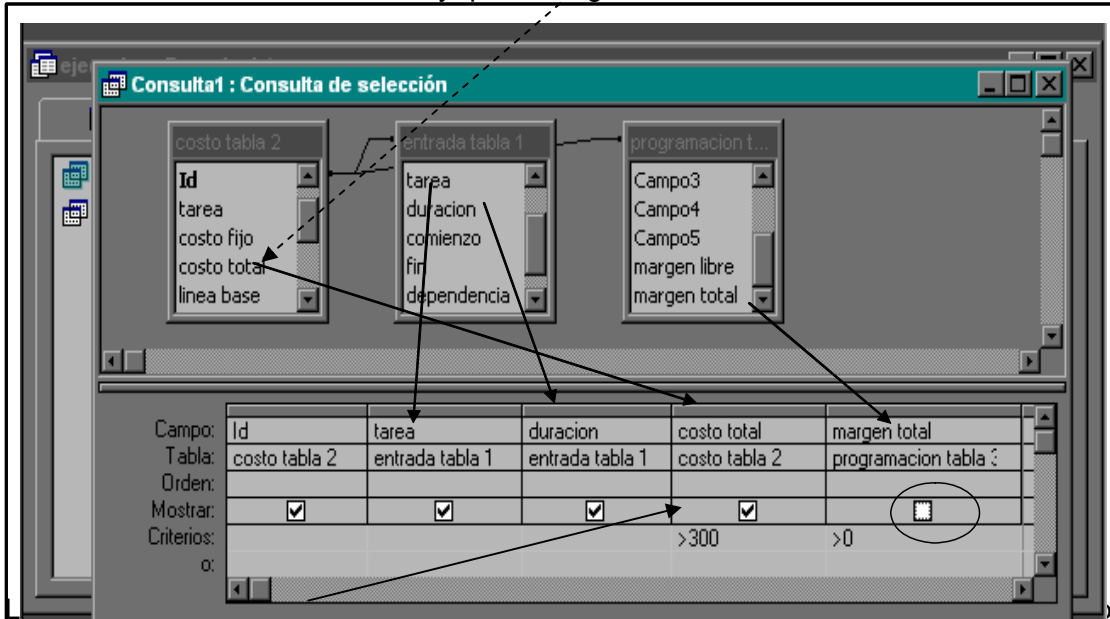 Consulta1 : Consulta de selección
costo tabla 2
entrada tabla 1
programacion t...
Id
tarea
costo fijo
costo total
linea base
tarea
duracion
comienzo
fin
dependencia
Campo3
Campo4
Campo5
margen libre
margen total
Campo: Id tarea duracion costo total margen total
Tabla: costo tabla 2 entrada tabla 1 entrada tabla 1 costo tabla 2 programacion tabla 3
Orden:
Mostrar:
Criterios: >300 >0
o: